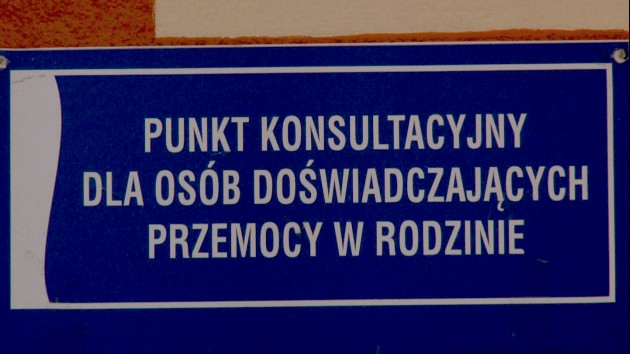 PUNKT KONSULTACYJNY
DLA OSÓB DOŚWIADCZAJĄCYCH
PRZEMOCY W RODZINIE